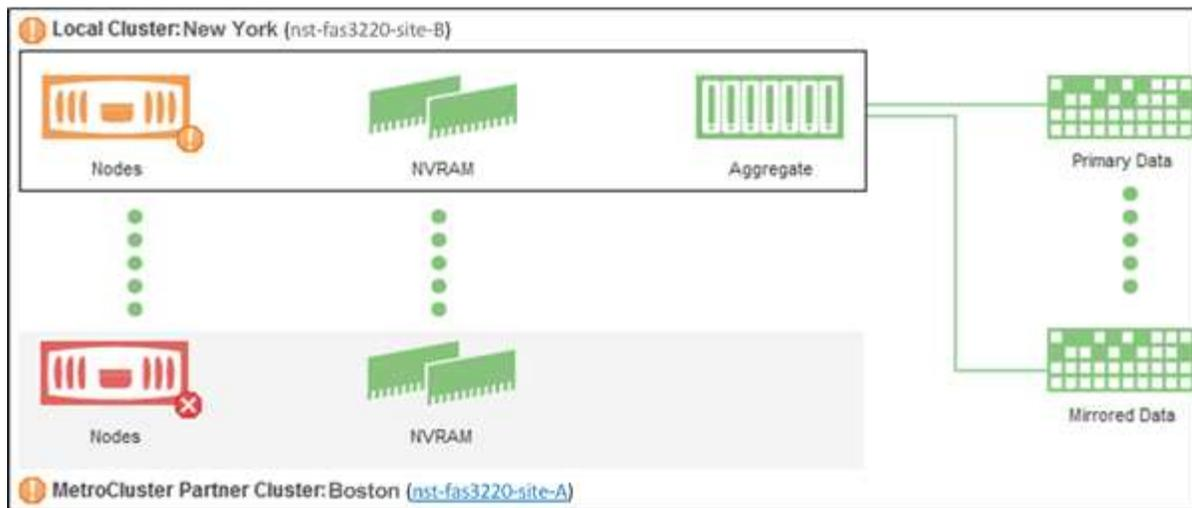 Local Cluster: New York (nst-fas3220-site-B)
Nodes
NVRAM
Aggregate
Primary Data
Mirrored Data
Nodes
NVRAM
MetroCluster Partner Cluster: Boston (nst-fas3220-site-A)